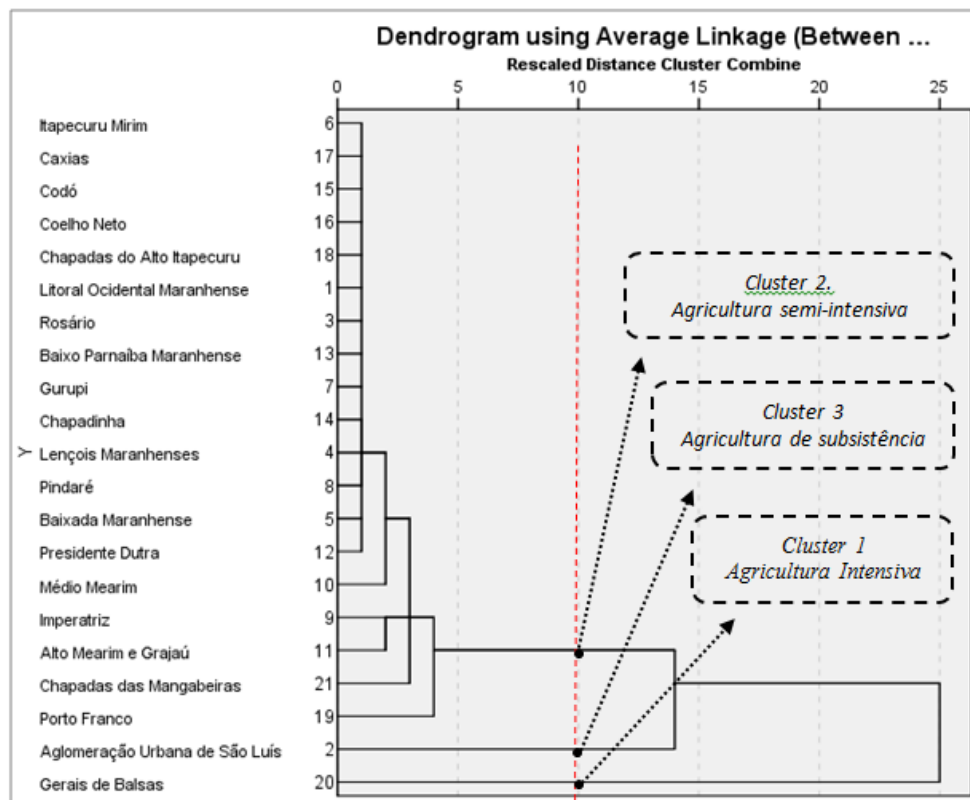 Dendrogram using Average Linkage (Between ...
Rescaled Distance Cluster Combine
0 5 10 15 20 25
Itapecuru Mirim 6
Caxias 17
Codó 15
Coelho Neto 16
Chapadas do Alto Itapecuru 18
Litoral Ocidental Maranhense 1
Rosário 3
Baixo Parnaíba Maranhense 13
Gurupi 7
Chapadinha 14
Y Lençois Maranhenses 4
Pindaré 8
Baixada Maranhense 5
Presidente Dutra 12
Médio Mearim 10
Imperatriz 9
Alto Mearim e Grajaú 11
Chapadas das Mangabeiras 21
Porto Franco 19
Aglomeração Urbana de São Luís 2
Gerais de Balsas 20
Cluster 2.
Agricultura semi-intensiva
Cluster 3
Agricultura de subsistência
Cluster 1
Agricultura Intensiva